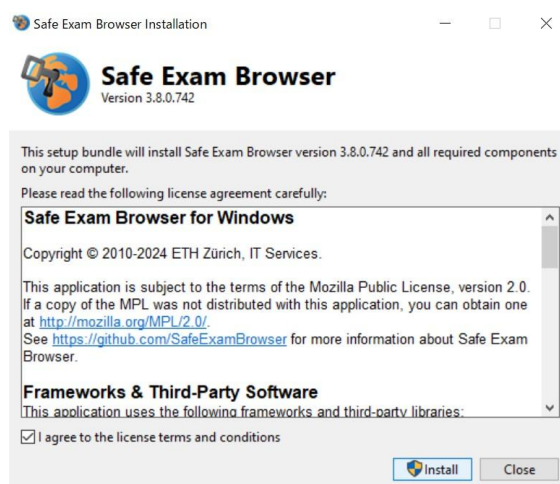 Safe Exam Browser Installation
Safe Exam Browser
Version 3.8.0.742
This setup bundle will install Safe Exam Browser version 3.8.0.742 and all required components
on your computer.
Please read the following license agreement carefully:
Safe Exam Browser for Windows
Copyright © 2010-2024 ETH Zürich, IT Services.
This application is subject to the terms of the Mozilla Public License, version 2.0.
If a copy of the MPL was not distributed with this application, you can obtain one
at http://mozilla.org/MPL/2.0/.
See https://github.com/SafeExamBrowser for more information about Safe Exam
Browser.
Frameworks & Third-Party Software
This application uses the following frameworks and third-party libraries:
I agree to the license terms and conditions
Install
Close